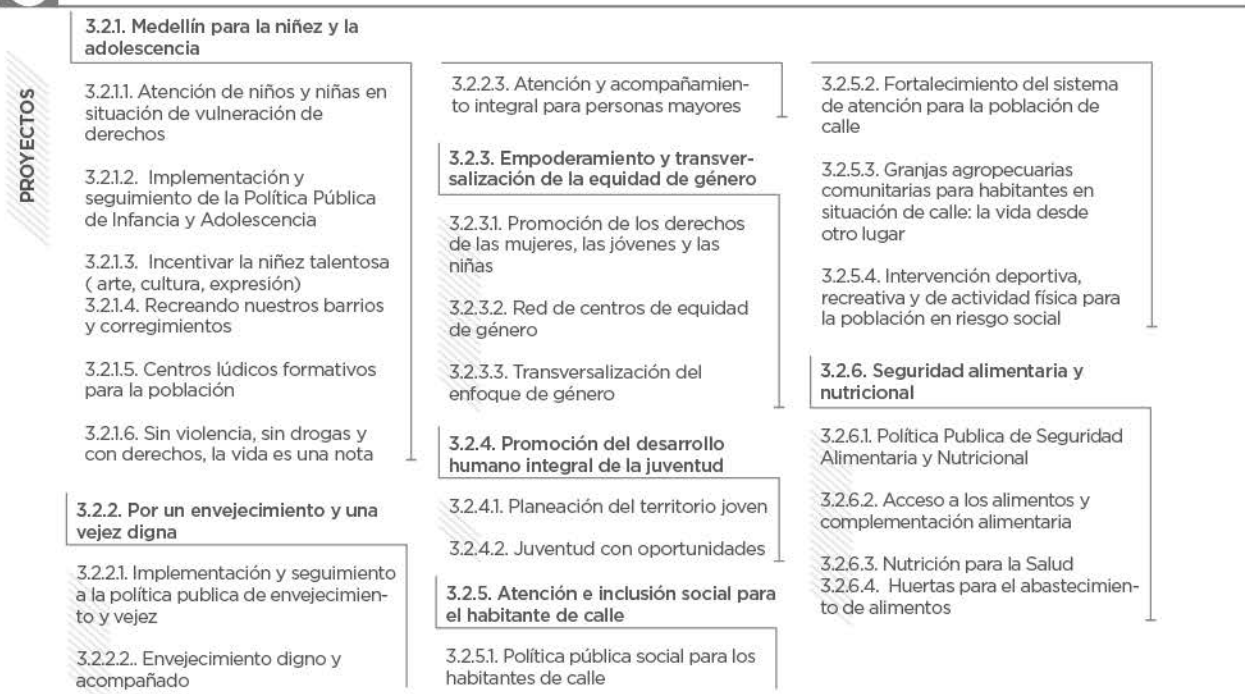 PROYECTOS
3.2.1. Medellín para la niñez y la
adolescencia
3.2.1.1. Atención de niños y niñas en
situación de vulneración de
derechos
3.2.1.2. Implementación y
seguimiento de la Política Pública
de Infancia y Adolescencia
3.2.1.3. Incentivar la niñez talentosa
( arte, cultura, expresión)
3.2.1.4. Recreando nuestros barrios
y corregimientos
3.2.1.5. Centros lúdicos formativos
para la población
3.2.1.6. Sin violencia, sin drogas y
con derechos, la vida es una nota
3.2.2. Por un envejecimiento y una
vejez digna
3.2.2.1. Implementación y seguimiento
a la política publica de envejecimien-
to y vejez
3.2.2.2.. Envejecimiento digno y
acompañado
3.2.2.3. Atención y acompañamien-
to integral para personas mayores
3.2.3. Empoderamiento y transver-
salización de la equidad de género
3.2.3.1. Promoción de los derechos
de las mujeres, las jóvenes y las
niñas
3.2.3.2. Red de centros de equidad
de género
3.2.3.3. Transversalización del
enfoque de género
3.2.4. Promoción del desarrollo
humano integral de la juventud
3.2.4.1. Planeación del territorio joven
3.2.4.2. Juventud con oportunidades
3.2.5. Atención e inclusión social para
el habitante de calle
3.2.5.1. Política pública social para los
habitantes de calle
3.2.5.2. Fortalecimiento del sistema
de atención para la población de
calle
3.2.5.3. Granjas agropecuarias
comunitarias para habitantes en
situación de calle: la vida desde
otro lugar
3.2.5.4. Intervención deportiva,
recreativa y de actividad física para
la población en riesgo social
3.2.6. Seguridad alimentaria y
nutricional
3.2.6.1. Política Publica de Seguridad
Alimentaria y Nutricional
3.2.6.2. Acceso a los alimentos y
complementación alimentaria
3.2.6.3. Nutrición para la Salud
3.2.6.4. Huertas para el abastecimien-
to de alimentos